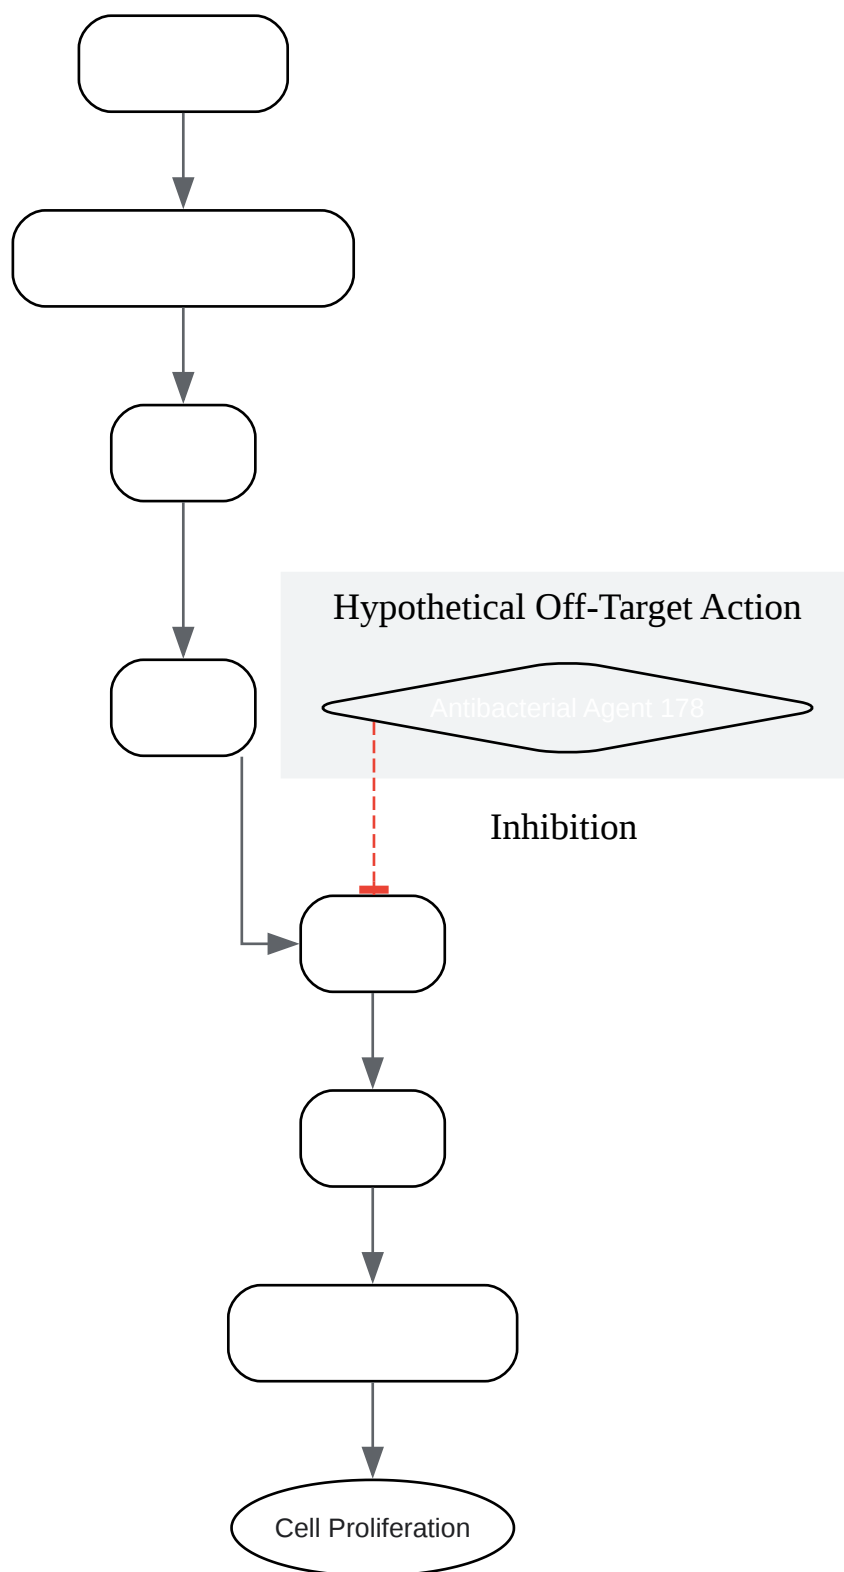 Hypothetical Off-Target Action
Antibacterial Agent 178
Inhibition
Cell Proliferation